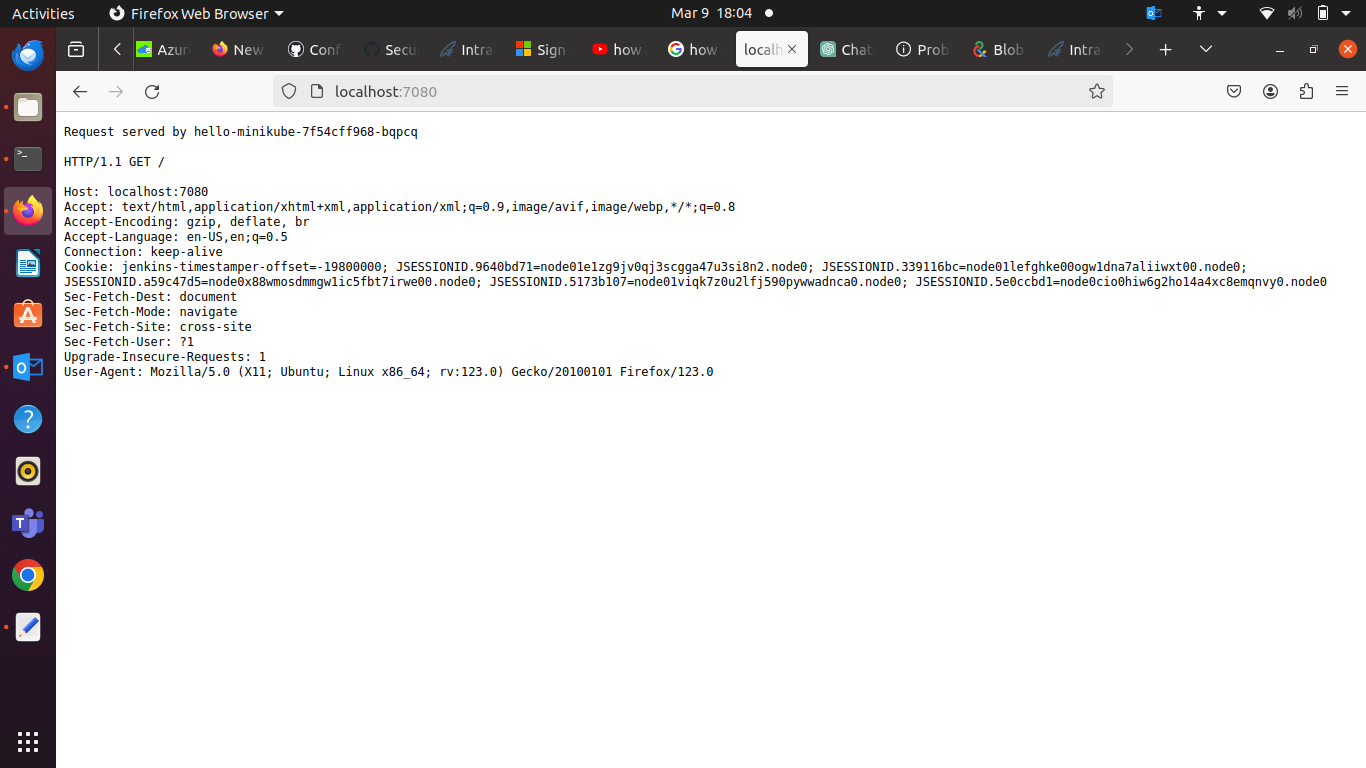 Activities
Firefox Web Browser
Mar 9 18:04
Azur
New
Conf
Secu
Intra
Sign
how
how
localh
Chat
Prob
Blob
Intra
localhost:7080
Request served by hello-minikube-7f54cff968-bqpcq
HTTP/1.1 GET /
Host: localhost:7080
Accept: text/html,application/xhtml+xml,application/xml;q=0.9,image/avif,image/webp,*/*;q=0.8
Accept-Encoding: gzip, deflate, br
Accept-Language: en-US,en;q=0.5
Connection: keep-alive
Cookie: jenkins-timestamper-offset=-19800000; JSESSIONID.9640bd71=node01e1zg9jv0qj3scgga47u3si8n2.node0; JSESSIONID.339116bc=node01lefghke00ogw1dna7aliiwxt00.node0;
JSESSIONID.a59c47d5=node0x88wmosdmmgw1ic5fbt7irwe00.node0; JSESSIONID.5173b107=node01viqk7z0u2lfj590pywwadnca0.node0; JSESSIONID.5e0ccbd1=node0cio0hiw6g2ho14a4xc8emqnvy0.node0
Sec-Fetch-Dest: document
Sec-Fetch-Mode: navigate
Sec-Fetch-Site: cross-site
Sec-Fetch-User: ?1
Upgrade-Insecure-Requests: 1
User-Agent: Mozilla/5.0 (X11; Ubuntu; Linux x86_64; rv:123.0) Gecko/20100101 Firefox/123.0